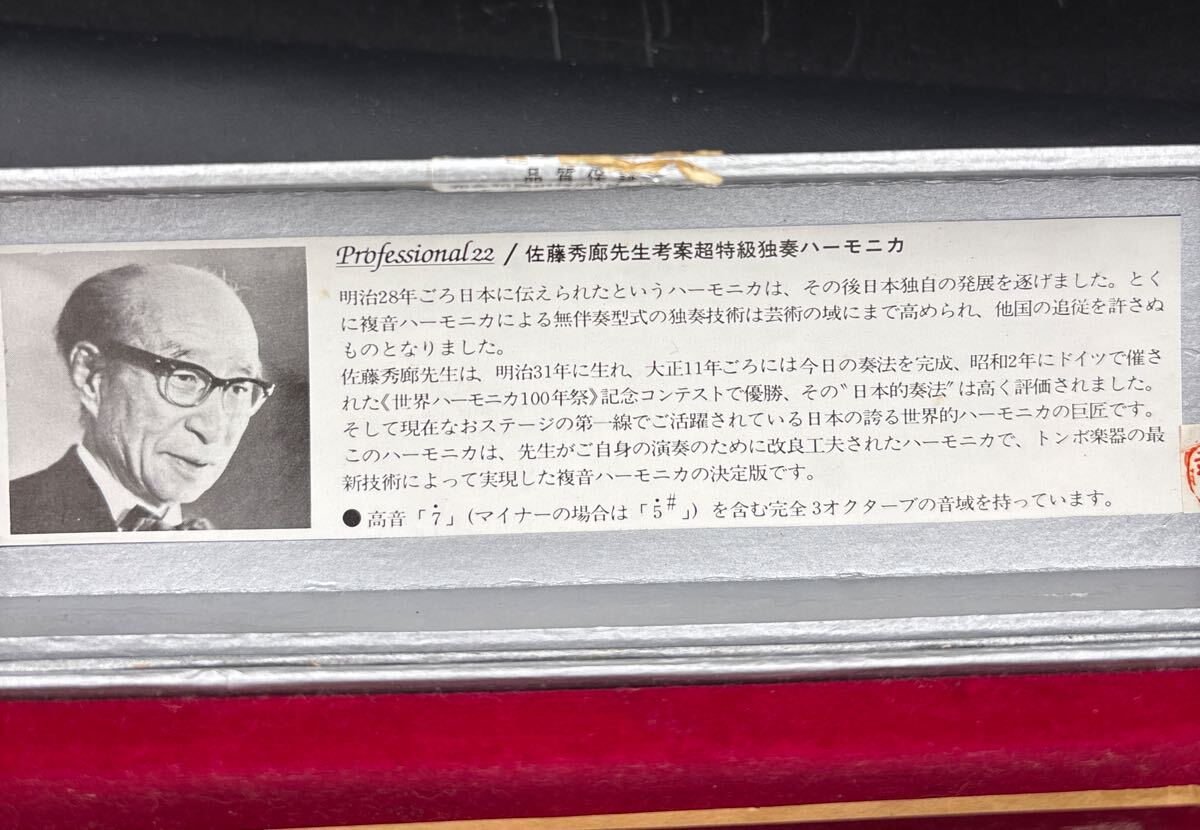 品質保
Professional 22 / 佐藤秀廊先生考案超特級独奏ハーモニカ
明治28年ごろ日本に伝えられたというハーモニカは、その後日本独自の発展を遂げました。とく
に複音ハーモニカによる無伴奏型式の独奏技術は芸術の域にまで高められ、他国の追従を許さぬ
ものとなりました。
佐藤秀廊先生は、明治31年に生れ、大正11年ごろには今日の奏法を完成、昭和2年にドイツで催さ
れた《世界ハーモニカ100年祭》記念コンテストで優勝、その“日本的奏法”は高く評価されました。
そして現在なおステージの第一線でご活躍されている日本の誇る世界的ハーモニカの巨匠です。
このハーモニカは、先生がご自身の演奏のために改良工夫されたハーモニカで、トンボ楽器の最
新技術によって実現した複音ハーモニカの決定版です。
●高音「7̇」(マイナーの場合は「5̇#」)を含む完全3オクターブの音域を持っています。